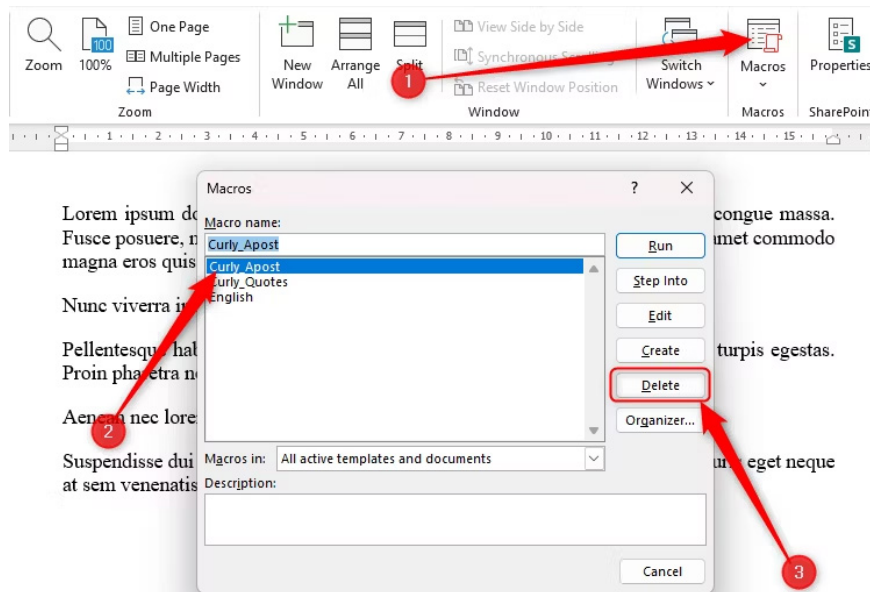 One Page
Multiple Pages
Page Width
Zoom
100%
100
Zoom
New Window
Arrange All
Split
View Side by Side
Synchronous Scrolling
Reset Window Position
Switch Windows
Window
Macros
Macros
Properties
S
SharePoin
1
1 2 3 4 5 6 7 8 9 10 11 12 13 14 15
Macros ? ×
Lorem ipsum do
congue massa.
Fusce posuere, m
amet commodo
magna eros quis
Nunc viverra i
Pellentesque hab
turpis egestas.
Proin pharetra n
Aenean nec lore
Suspendisse dui
eget neque
at sem venenatis
Macro name:
Curly_Apost
Curly_Apost
Curly_Quotes
English
Run
Step Into
Edit
Create
Delete
Organizer...
2
Macros in: All active templates and documents
Description:
Cancel
3